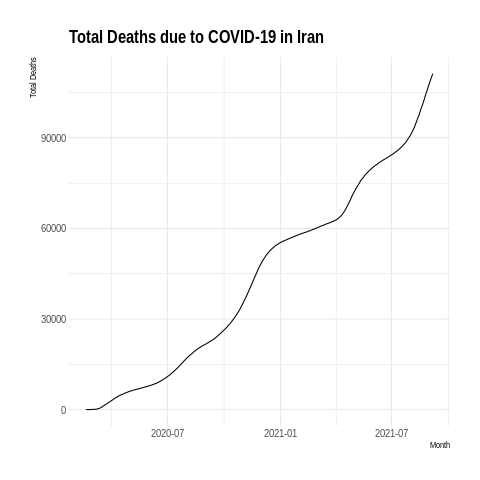 Total Deaths due to COVID-19 in Iran
Total Deaths
90000
60000
30000
0
2020-07 2021-01 2021-07
Month